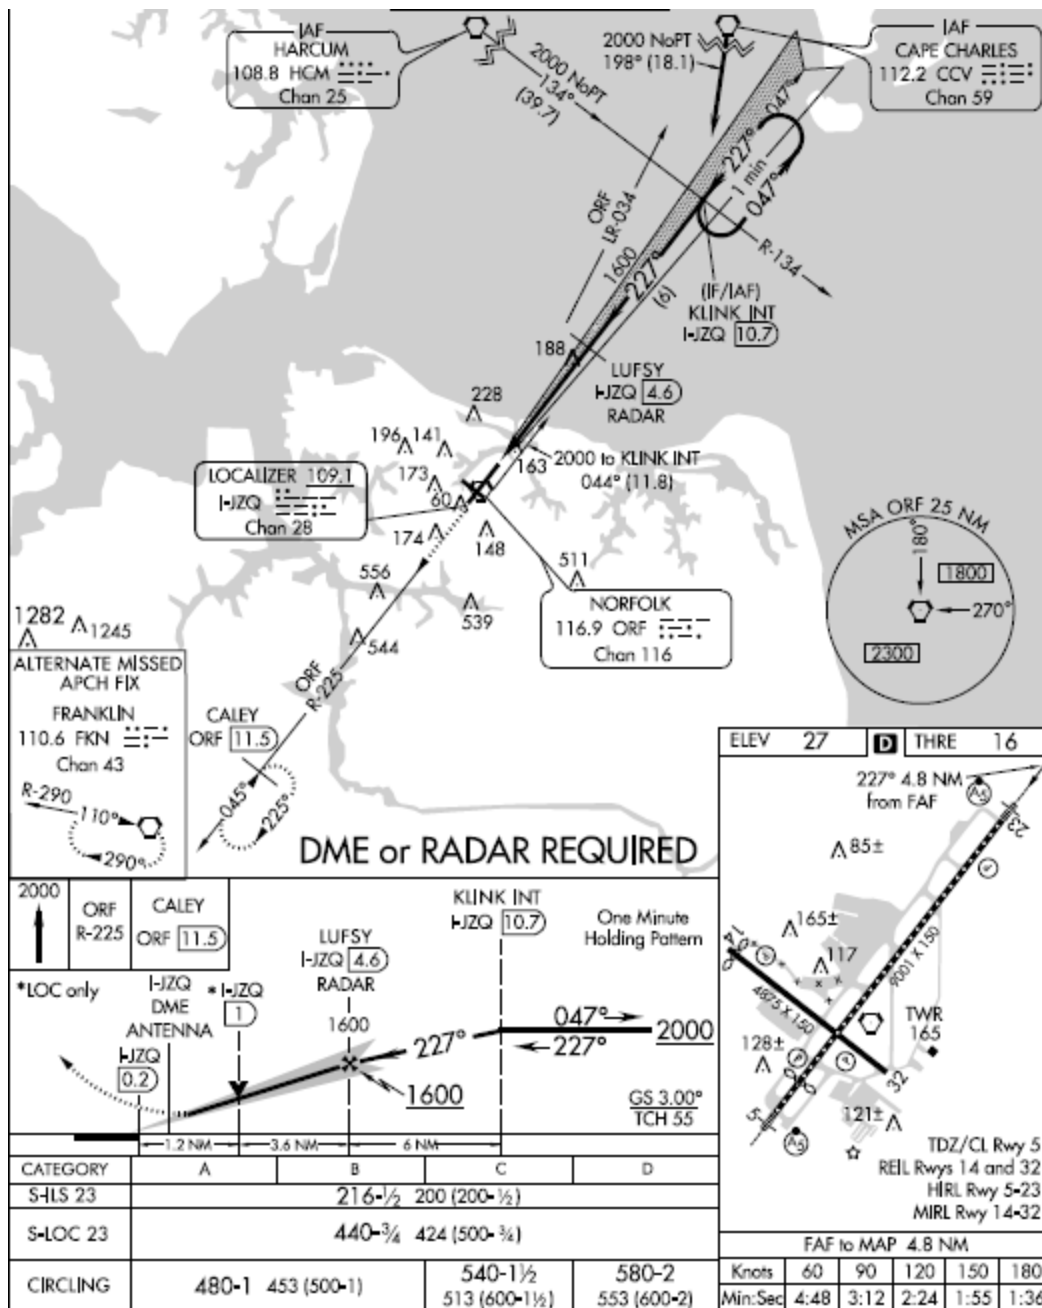 IAF
HARCUM
108.8 HCM
Chan 25
2000 NoPT
134°
(39.7)
2000 NoPT
198° (18.1)
IAF
CAPE CHARLES
112.2 CCV
Chan 59
047°
227°
1 min
047°
ORF
LR-034
1600
227°
(6)
R-134
(IF/IAF)
KLINK INT
I-JZQ 10.7
188
LUFSY
I-JZQ 4.6
RADAR
228
196
141
173
60
163
2000 to KLINK INT
044° (11.8)
LOCALIZER 109.1
I-JZQ
Chan 28
174
148
556
511
539
544
NORFOLK
116.9 ORF
Chan 116
MSA ORF 25 NM
180°
1800
270°
2300
1282
1245
ALTERNATE MISSED
APCH FIX
FRANKLIN
110.6 FKN
Chan 43
R-290
110°
290°
ORF
R-225
CALEY
ORF 11.5
045°
225°
DME or RADAR REQUIRED
ELEV 27 D THRE 16
227° 4.8 NM
from FAF
A5
23
85±
165±
117
14
0.1
9001 X 150
4875 X 150
TWR
165
128±
32
5
121±
A5
TDZ/CL Rwy 5
REIL Rwys 14 and 32
HIRL Rwy 5-23
MIRL Rwy 14-32
2000
ORF
R-225
CALEY
ORF 11.5
KLINK INT
I-JZQ 10.7
One Minute
Holding Pattern
LUFSY
I-JZQ 4.6
RADAR
*LOC only
I-JZQ
DME
ANTENNA
* I-JZQ
1
I-JZQ
0.2
1600
227°
1600
047°
227°
2000
GS 3.00°
TCH 55
1.2 NM 3.6 NM 6 NM
CATEGORY A B C D
S-ILS 23 216-½ 200 (200-½)
S-LOC 23 440-¾ 424 (500-¾)
CIRCLING 480-1 453 (500-1) 540-1½ 513 (600-1½) 580-2 553 (600-2)
FAF to MAP 4.8 NM
Knots 60 90 120 150 180
Min:Sec 4:48 3:12 2:24 1:55 1:36